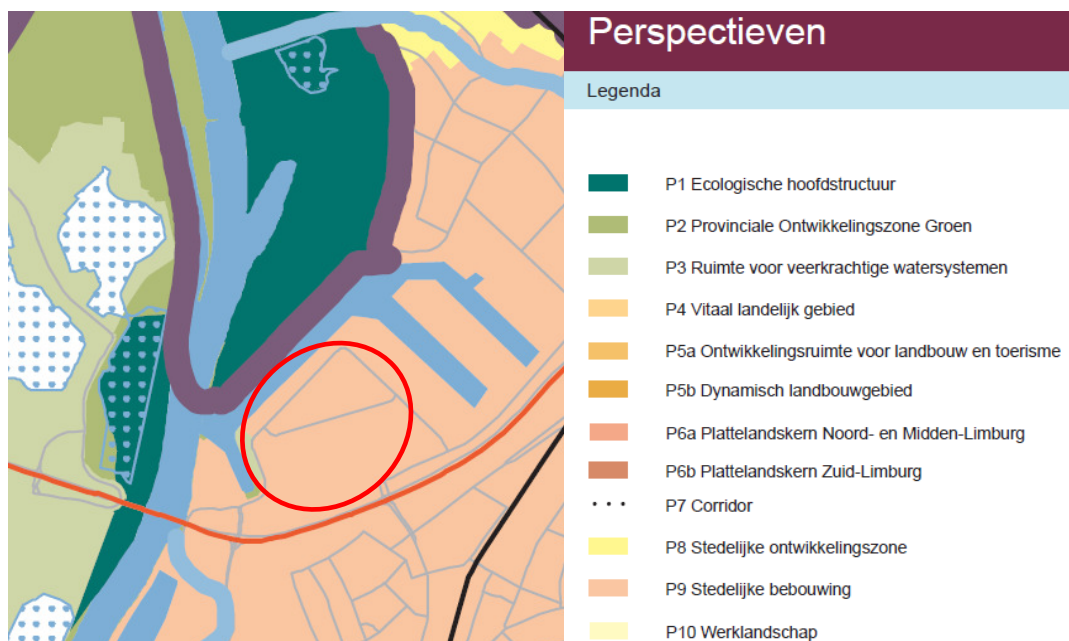 Perspectieven
Legenda
P1 Ecologische hoofdstructuur
P2 Provinciale Ontwikkelingszone Groen
P3 Ruimte voor veerkrachtige watersystemen
P4 Vitaal landelijk gebied
P5a Ontwikkelingsruimte voor landbouw en toerisme
P5b Dynamisch landbouwgebied
P6a Plattelandskern Noord- en Midden-Limburg
P6b Plattelandskern Zuid-Limburg
P7 Corridor
P8 Stedelijke ontwikkelingszone
P9 Stedelijke bebouwing
P10 Werklandschap